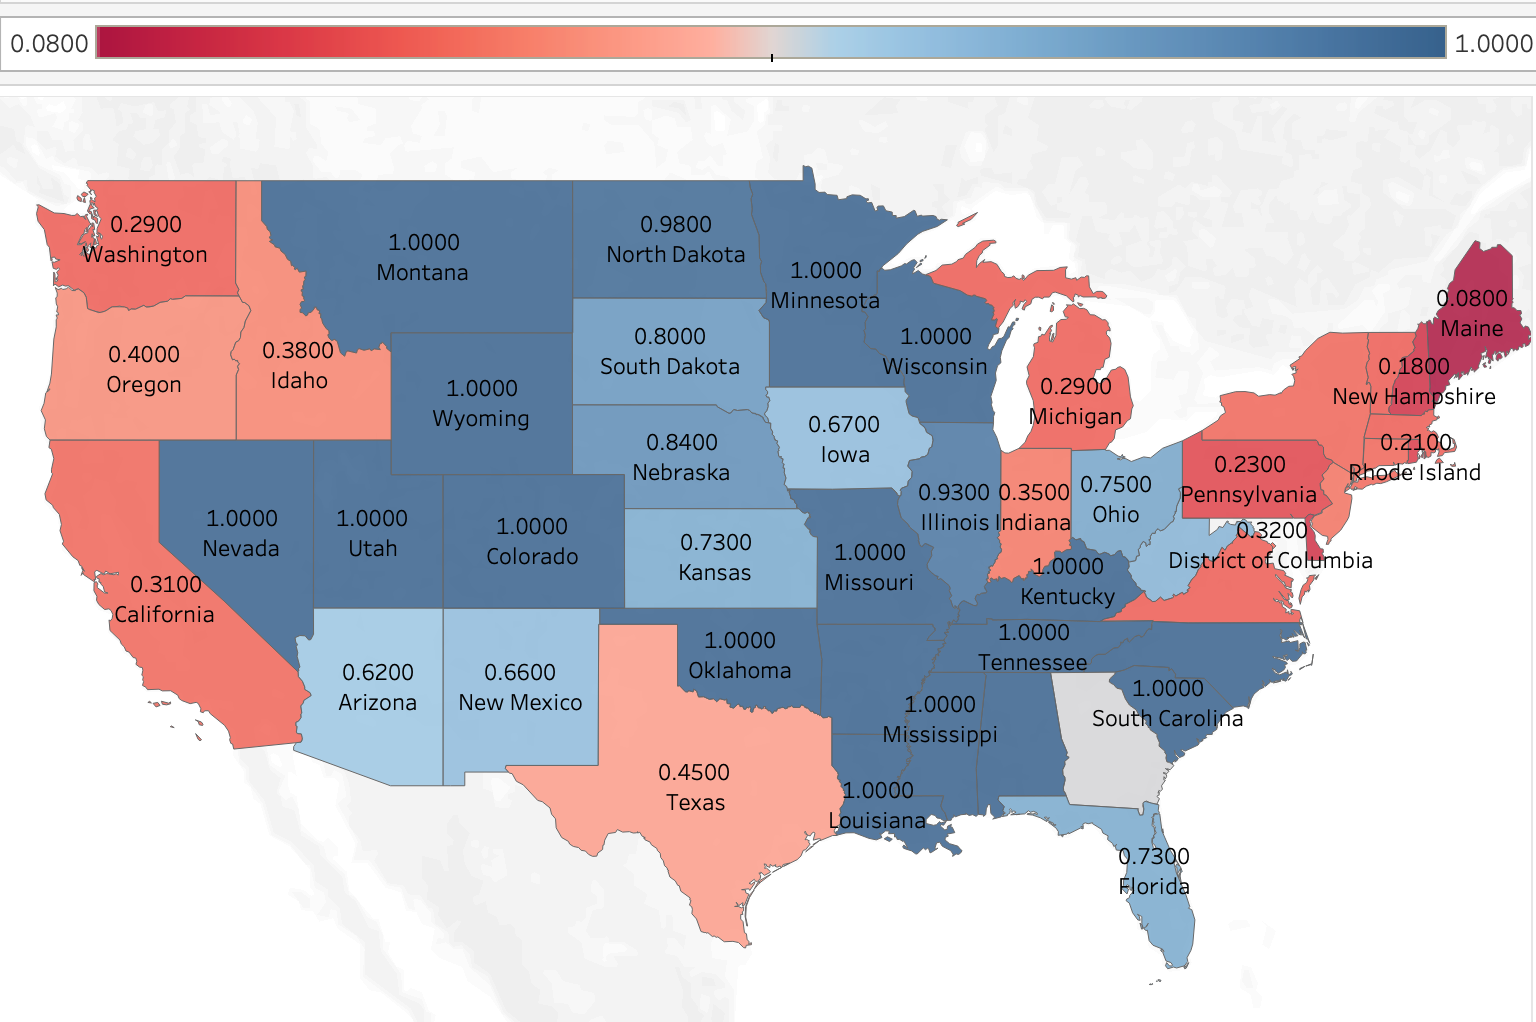 0.0800
1.0000
0.2900
Washington
1.0000
Montana
0.9800
North Dakota
1.0000
Minnesota
0.0800
Maine
0.4000
Oregon
0.3800
Idaho
0.8000
South Dakota
1.0000
Wisconsin
0.1800
New Hampshire
1.0000
Wyoming
0.2900
Michigan
0.6700
Iowa
0.8400
Nebraska
0.2100
Rhode Island
0.2300
Pennsylvania
0.7500
Ohio
0.9300
Illinois
0.3500
Indiana
1.0000
Nevada
1.0000
Utah
1.0000
Colorado
0.7300
Kansas
1.0000
Missouri
0.3200
District of Columbia
1.0000
Kentucky
0.3100
California
1.0000
Tennessee
1.0000
Oklahoma
0.6200
Arizona
0.6600
New Mexico
1.0000
South Carolina
1.0000
Mississippi
0.4500
Texas
1.0000
Louisiana
0.7300
Florida